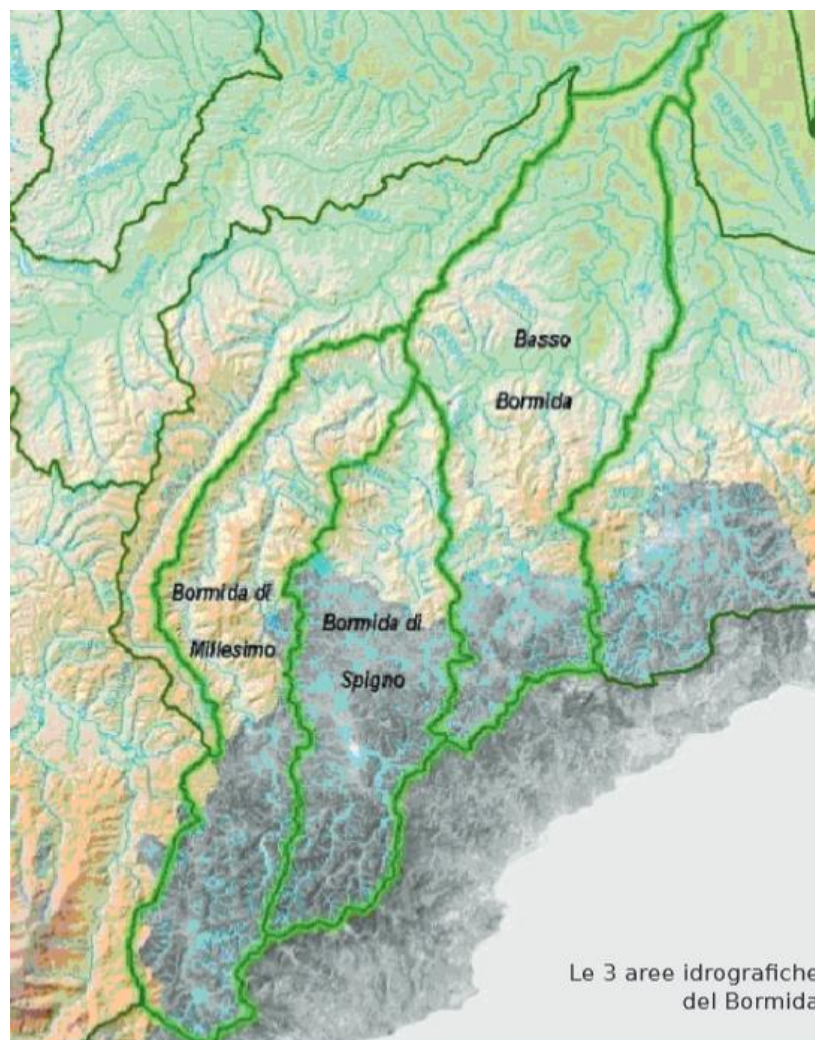 Basso
Bormida
Bormida di
Millesimo
Bormida di
Spigno
Le 3 aree idrografiche
del Bormida